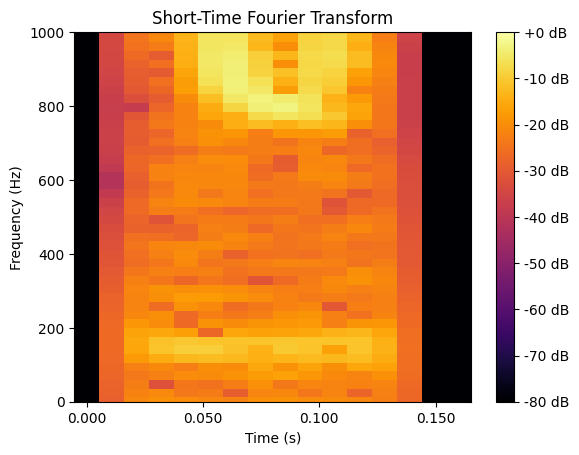 Short-Time Fourier Transform
1000
800
600
400
200
0
Frequency (Hz)
0.000
0.050
0.100
0.150
Time (s)
+0 dB
-10 dB
-20 dB
-30 dB
-40 dB
-50 dB
-60 dB
-70 dB
-80 dB